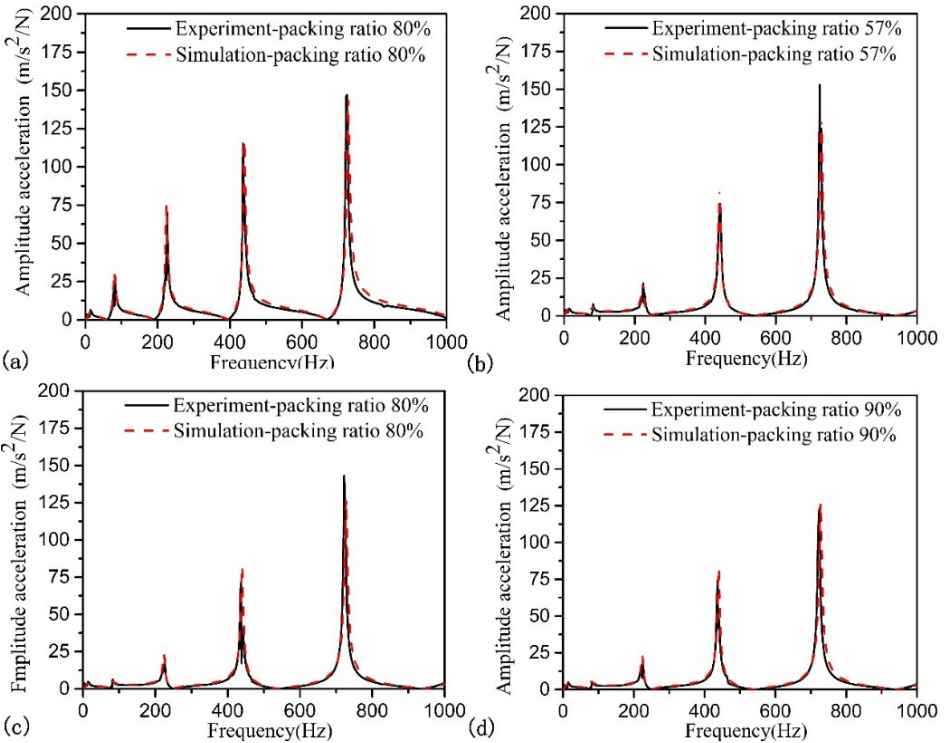 200
175
150
125
100
75
50
25
0
Amplitude acceleration (m/s²/N)
Experiment-packing ratio 80%
Simulation-packing ratio 80%
0 200 400 600 800 1000
Frequency(Hz)
(a)
200
175
150
125
100
75
50
25
0
Amplitude acceleration (m/s²/N)
Experiment-packing ratio 57%
Simulation-packing ratio 57%
0 200 400 600 800 1000
Frequency(Hz)
(b)
200
175
150
125
100
75
50
25
0
Fmplitude acceleration (m/s²/N)
Experiment-packing ratio 80%
Simulation-packing ratio 80%
0 200 400 600 800 1000
Frequency(Hz)
(c)
200
175
150
125
100
75
50
25
0
Amplitude acceleration (m/s²/N)
Experiment-packing ratio 90%
Simulation-packing ratio 90%
0 200 400 600 800 1000
Frequency(Hz)
(d)